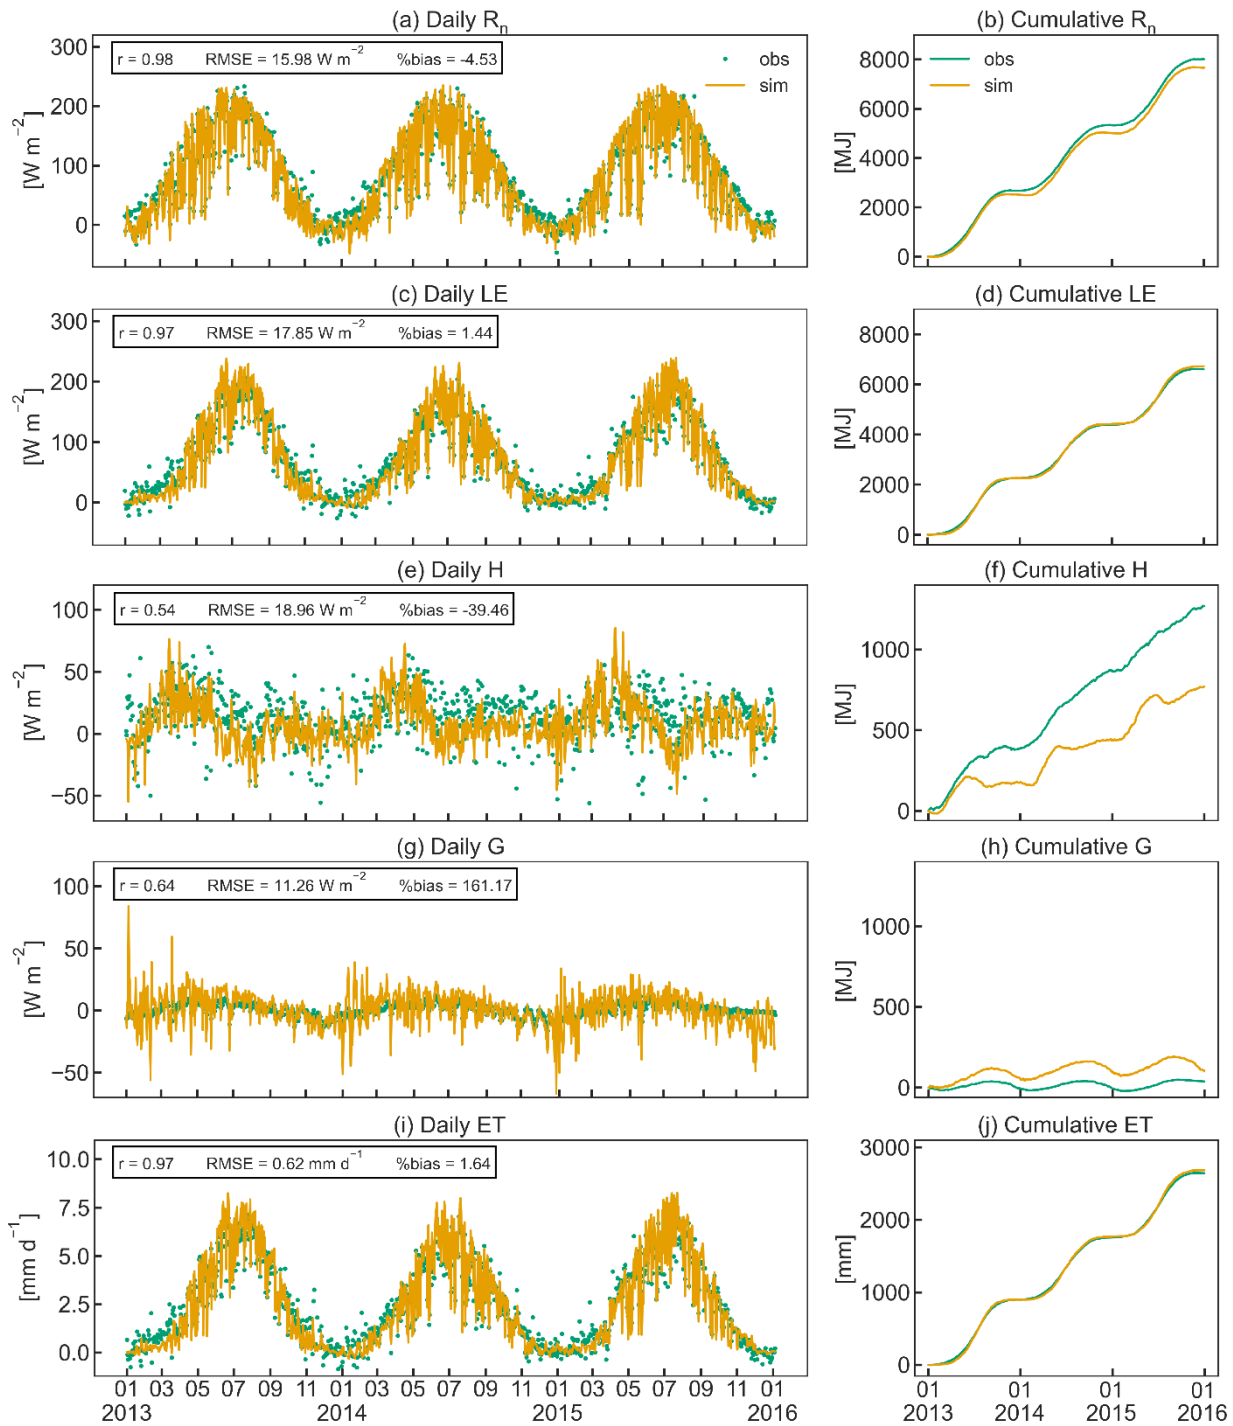 (a) Daily Rₙ
r = 0.98 RMSE = 15.98 W m⁻² %bias = -4.53
obs
sim
[W m⁻²]
300
200
100
0
(b) Cumulative Rₙ
obs
sim
[MJ]
8000
6000
4000
2000
0
(c) Daily LE
r = 0.97 RMSE = 17.85 W m⁻² %bias = 1.44
[W m⁻²]
300
200
100
0
(d) Cumulative LE
[MJ]
8000
6000
4000
2000
0
(e) Daily H
r = 0.54 RMSE = 18.96 W m⁻² %bias = -39.46
[W m⁻²]
100
50
0
−50
(f) Cumulative H
[MJ]
1000
500
0
(g) Daily G
r = 0.64 RMSE = 11.26 W m⁻² %bias = 161.17
[W m⁻²]
100
50
0
−50
(h) Cumulative G
[MJ]
1000
500
0
(i) Daily ET
r = 0.97 RMSE = 0.62 mm d⁻¹ %bias = 1.64
[mm d⁻¹]
10.0
7.5
5.0
2.5
0.0
01 03 05 07 09 11 01 03 05 07 09 11 01 03 05 07 09 11 01
2013 2014 2015 2016
(j) Cumulative ET
[mm]
3000
2000
1000
0
01 01 01 01
2013 2014 2015 2016